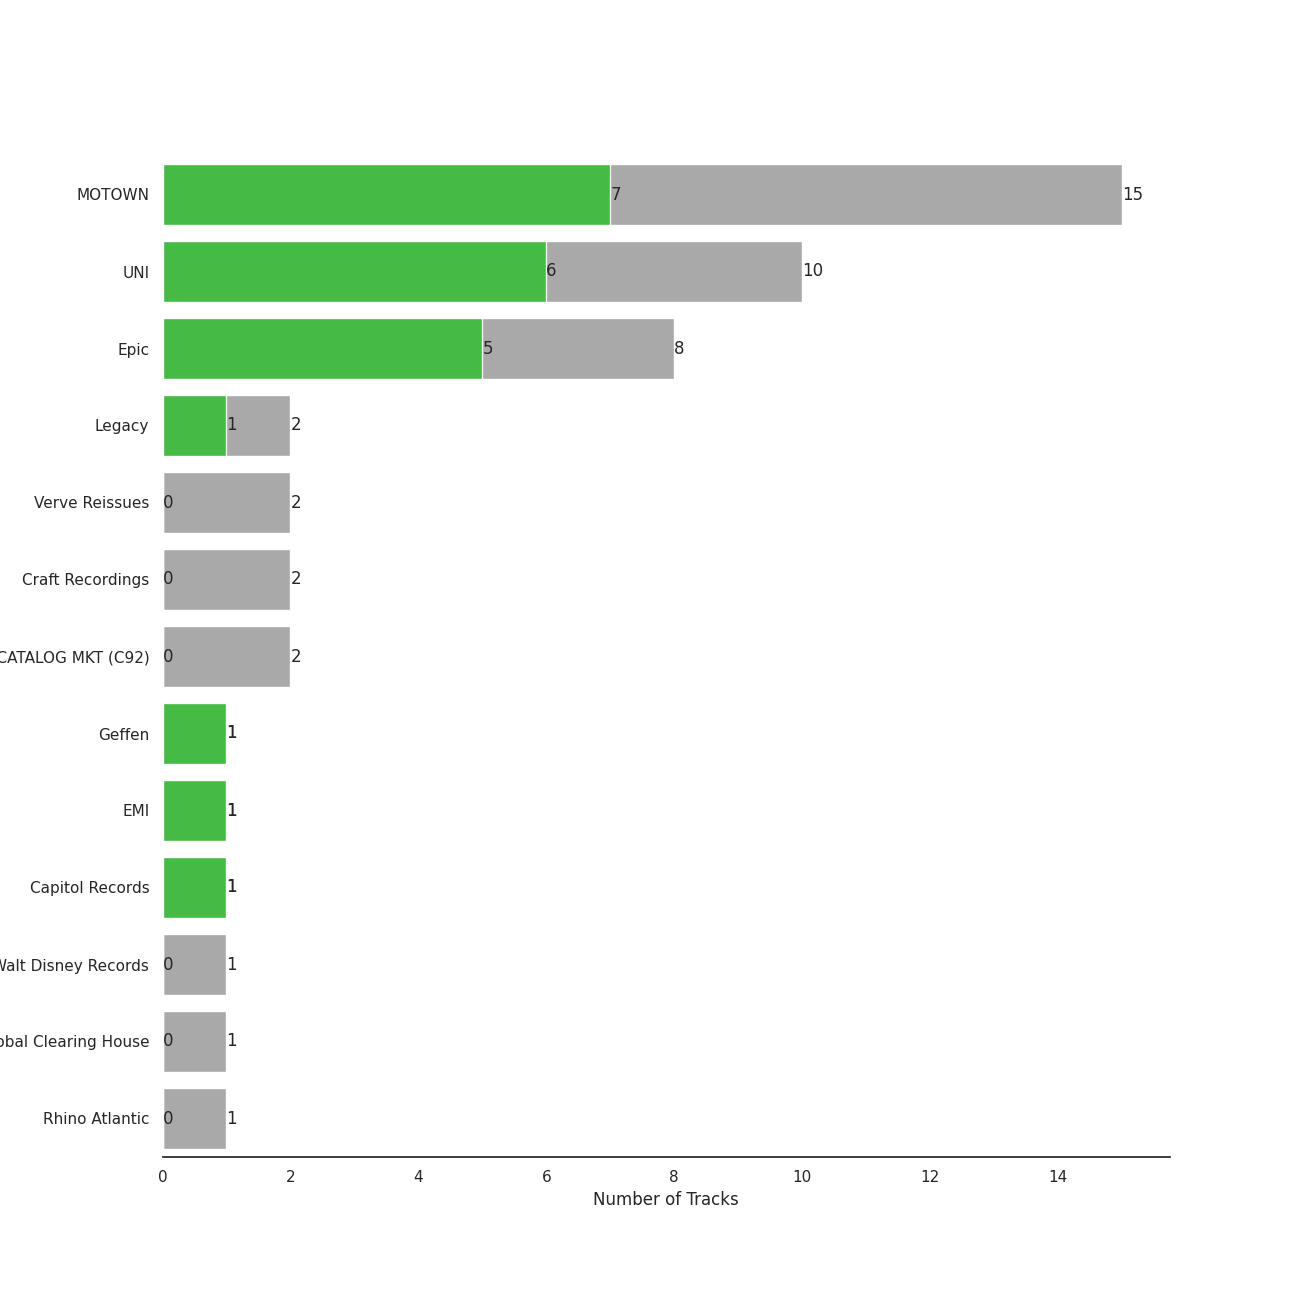 MOTOWN 7 15
UNI 6 10
Epic 5 8
Legacy 1 2
Verve Reissues 0 2
Craft Recordings 0 2
CATALOG MKT (C92) 0 2
Geffen 1
EMI 1
Capitol Records 1
Walt Disney Records 0 1
obal Clearing House 0 1
Rhino Atlantic 0 1
0 2 4 6 8 10 12 14
Number of Tracks